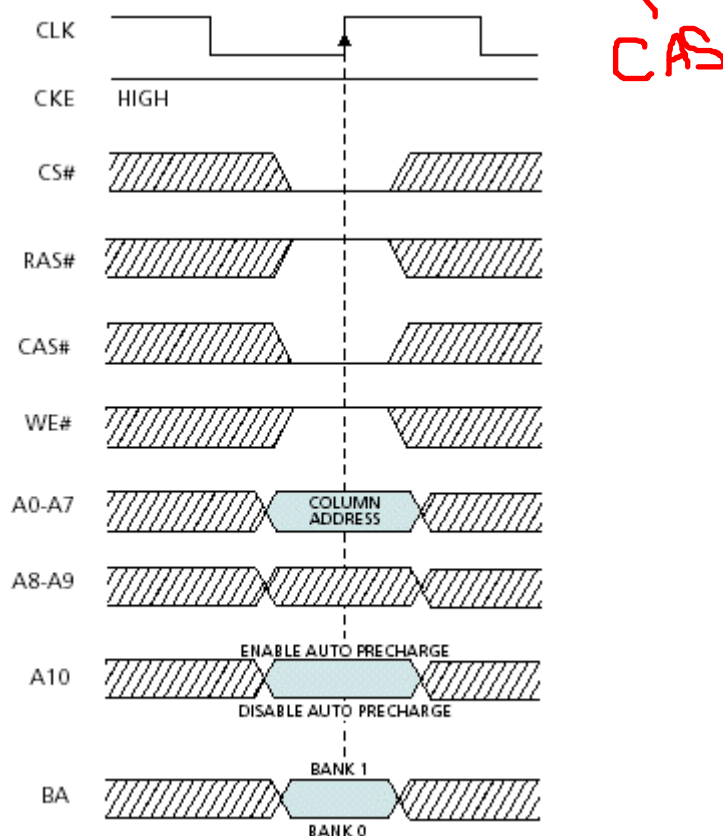 CLK
CAS
CKE HIGH
CS#
RAS#
CAS#
WE#
A0-A7 COLUMN
ADDRESS
A8-A9
ENABLE AUTO PRECHARGE
A10
DISABLE AUTO PRECHARGE
BANK 1
BA
BANK 0